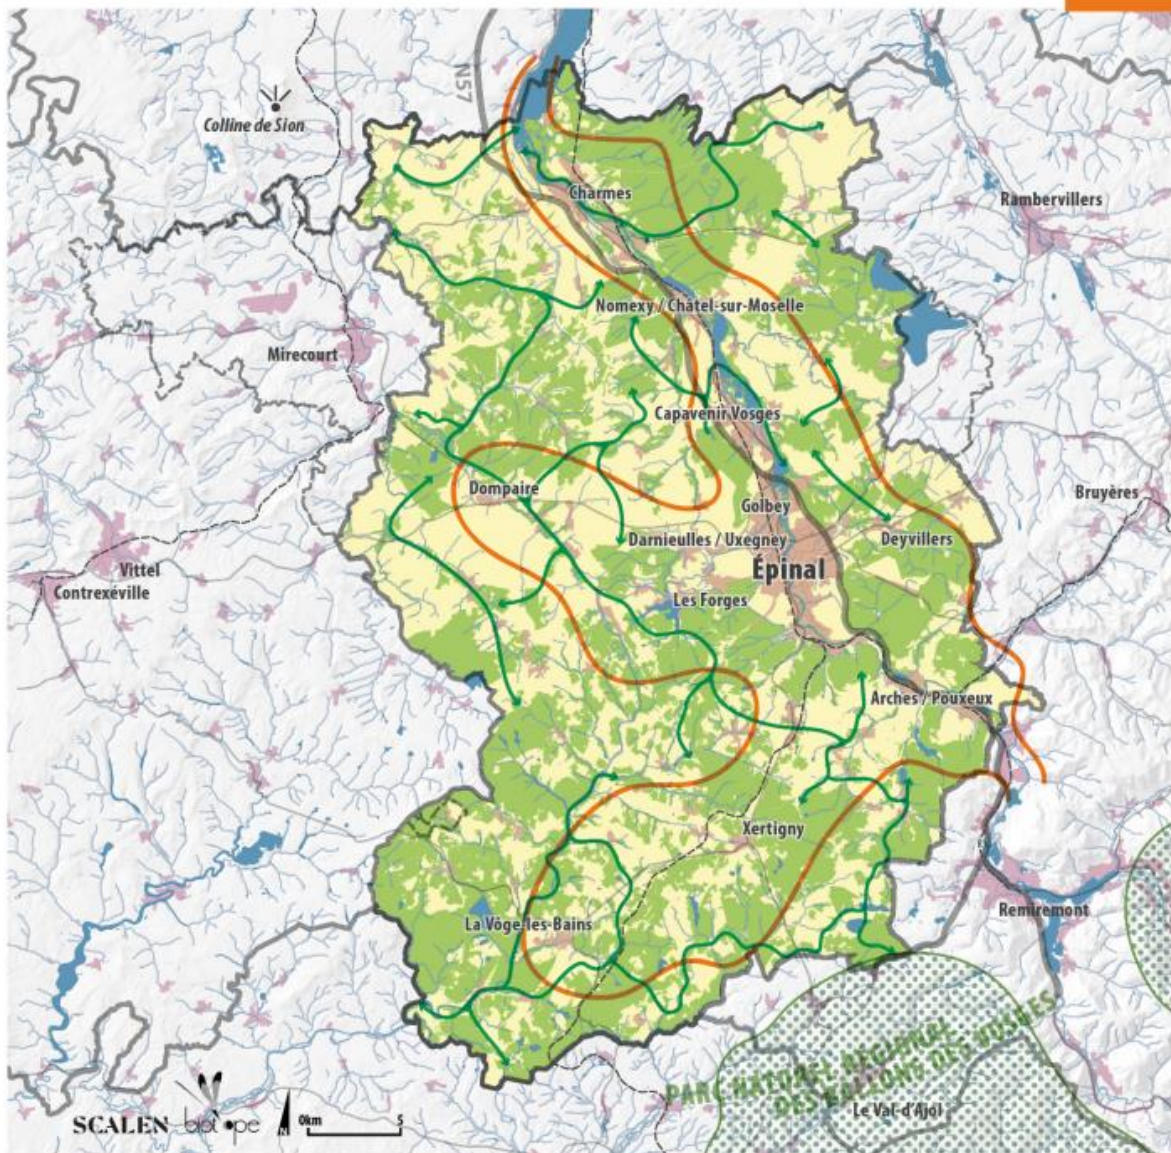 N57
Colline de Sion
Charmes
Rambervillers
Nomexy / Châtel-sur-Moselle
Mirecourt
Capavenir Vosges
Dompaire
Bruyères
Golbey
Darnieulles / Uxegney
Deyvillers
Épinal
Vittel
Contrexéville
Les Forges
Arches / Pouxeux
Xertigny
La Vôge-les-Bains
Remiremont
PARC NATUREL RÉGIONAL
DES BALLONS DES VOSGES
Le Val-d'Ajol
SCALEN
biotope
N
0km 5